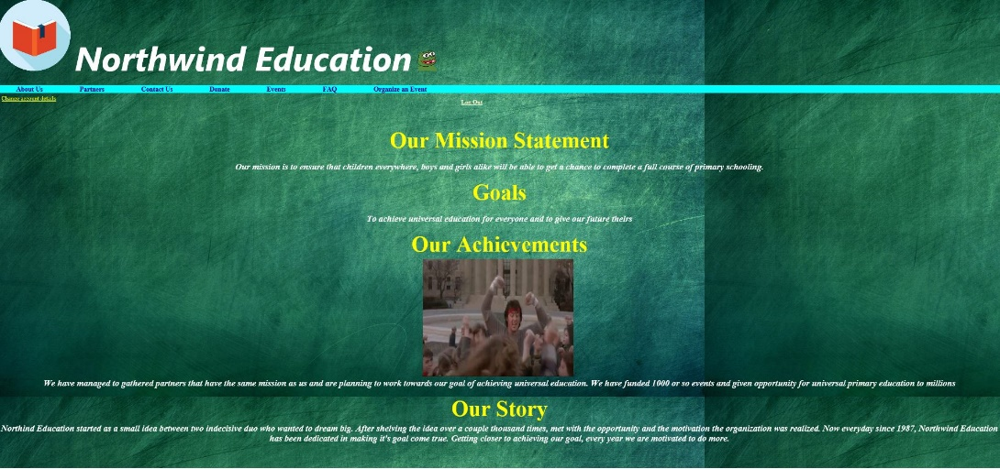 Northwind Education
About Us Partners Contact Us Donate Events FAQ Organize an Event
Change account details
Log Out
Our Mission Statement
Our mission is to ensure that children everywhere, boys and girls alike will be able to get a chance to complete a full course of primary schooling.
Goals
To achieve universal education for everyone and to give our future theirs
Our Achievements
We have managed to gathered partners that have the same mission as us and are planning to work towards our goal of achieving universal education. We have funded 1000 or so events and given opportunity for universal primary education to millions
Our Story
Northind Education started as a small idea between two indecisive duo who wanted to dream big. After shelving the idea over a couple thousand times, met with the opportunity and the motivation the organization was realized. Now everyday since 1987, Northwind Education
has been dedicated in making it's goal come true. Getting closer to achieving our goal, every year we are motivated to do more.